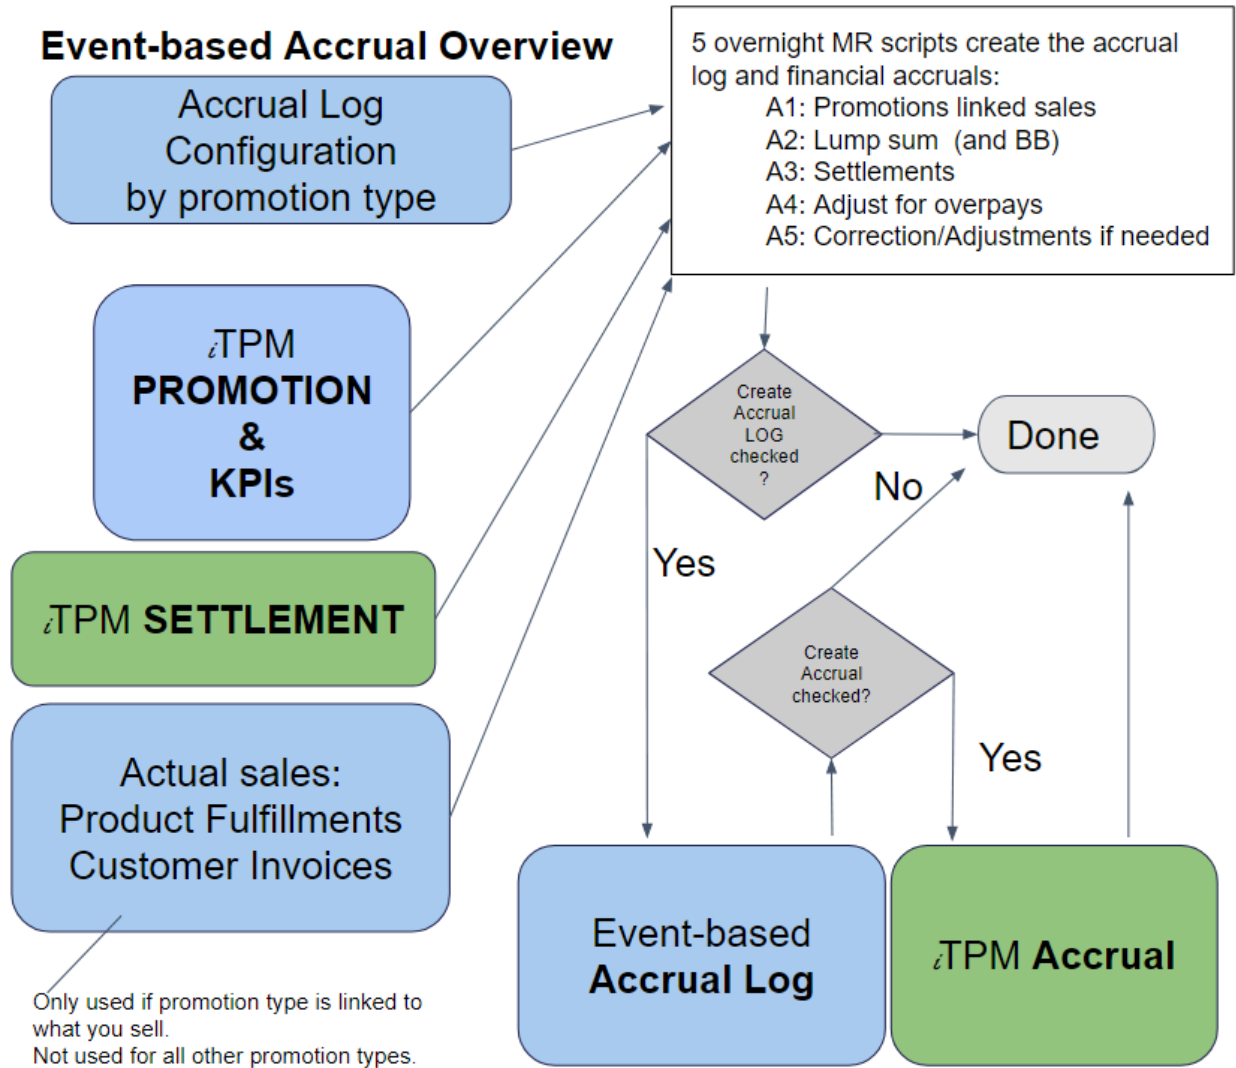 Event-based Accrual Overview
Accrual Log
Configuration
by promotion type
5 overnight MR scripts create the accrual
log and financial accruals:
A1: Promotions linked sales
A2: Lump sum (and BB)
A3: Settlements
A4: Adjust for overpays
A5: Correction/Adjustments if needed
iTPM
PROMOTION
&
KPIs
Create
Accrual
LOG
checked
?
Done
No
Yes
iTPM SETTLEMENT
Create
Accrual
checked?
Yes
Actual sales:
Product Fulfillments
Customer Invoices
Event-based
Accrual Log
iTPM Accrual
Only used if promotion type is linked to
what you sell.
Not used for all other promotion types.